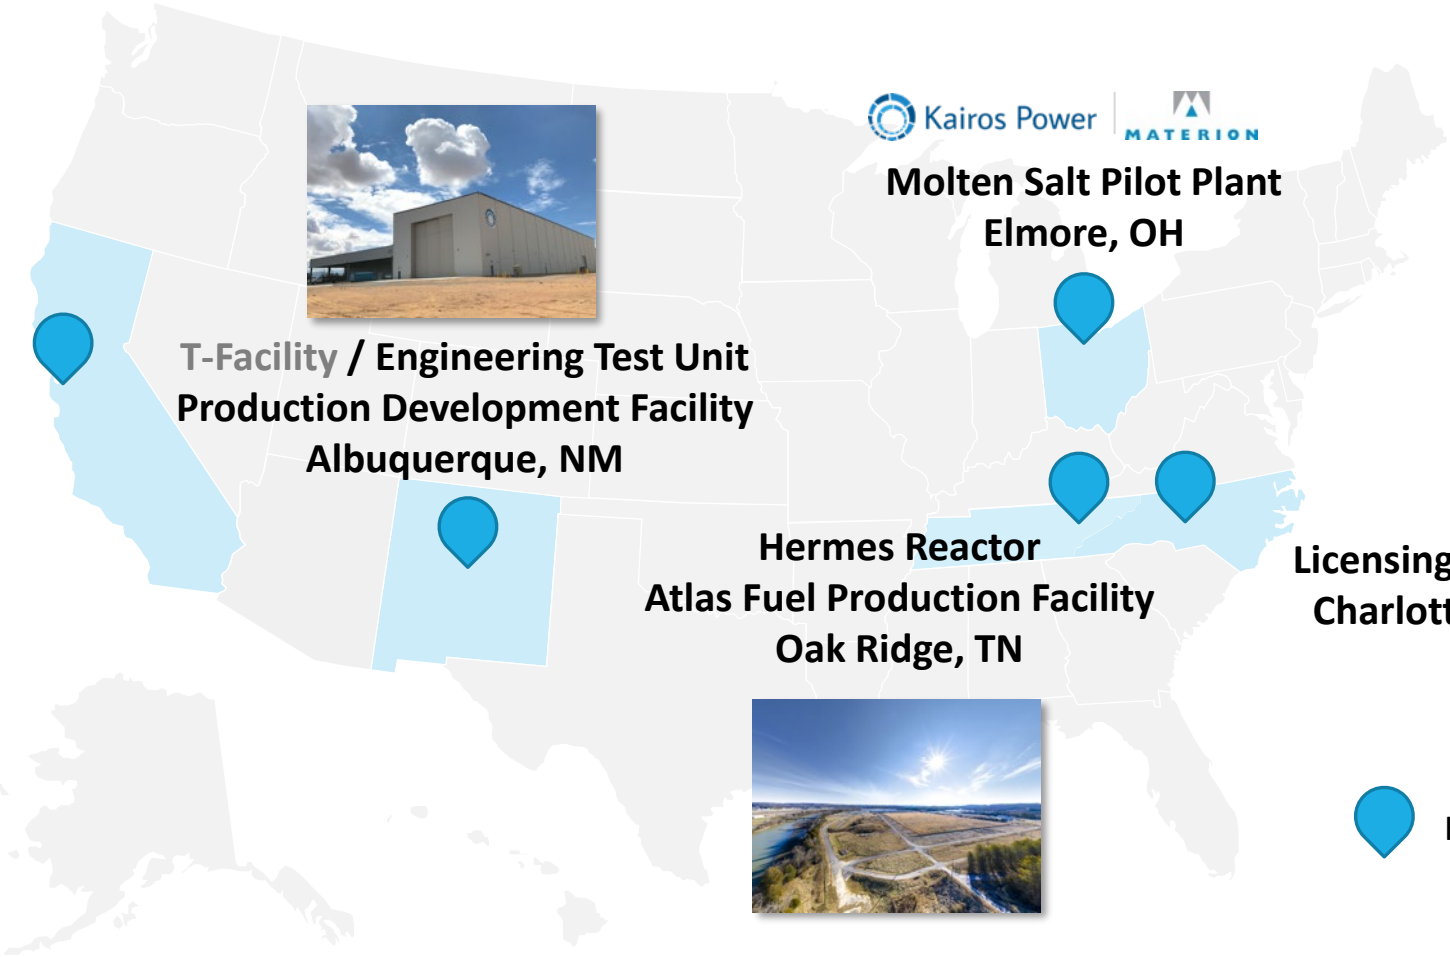 Kairos Power
MATERION
Molten Salt Pilot Plant
Elmore, OH
T-Facility / Engineering Test Unit
Production Development Facility
Albuquerque, NM
Hermes Reactor
Atlas Fuel Production Facility
Oak Ridge, TN
Licensing